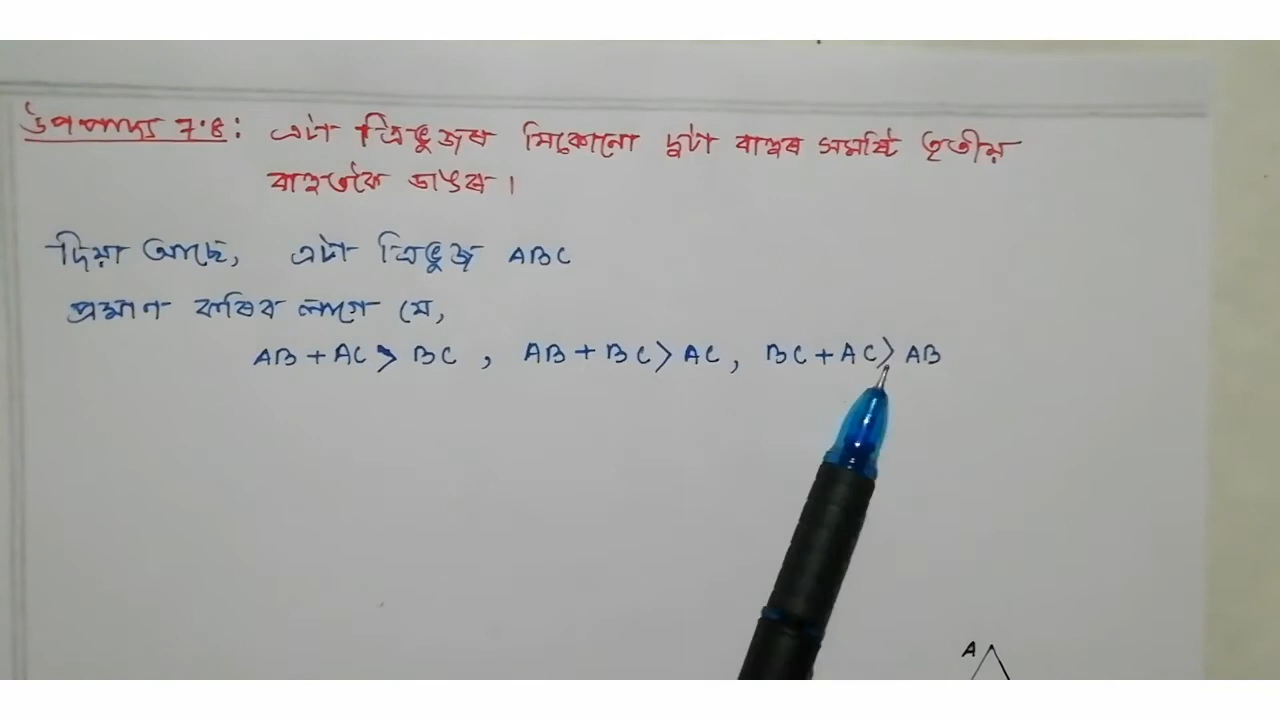 উপপাদ্য 7.8: এটা ত্ৰিভুজৰ যিকোনো দুটা বাহুৰ সমষ্টি তৃতীয়
বাহুতকৈ ডাঙৰ।
দিয়া আছে, এটা ত্ৰিভুজ ABC
প্ৰমাণ কৰিব লাগে যে,
AB + AC > BC , AB + BC > AC, BC + AC > AB
A